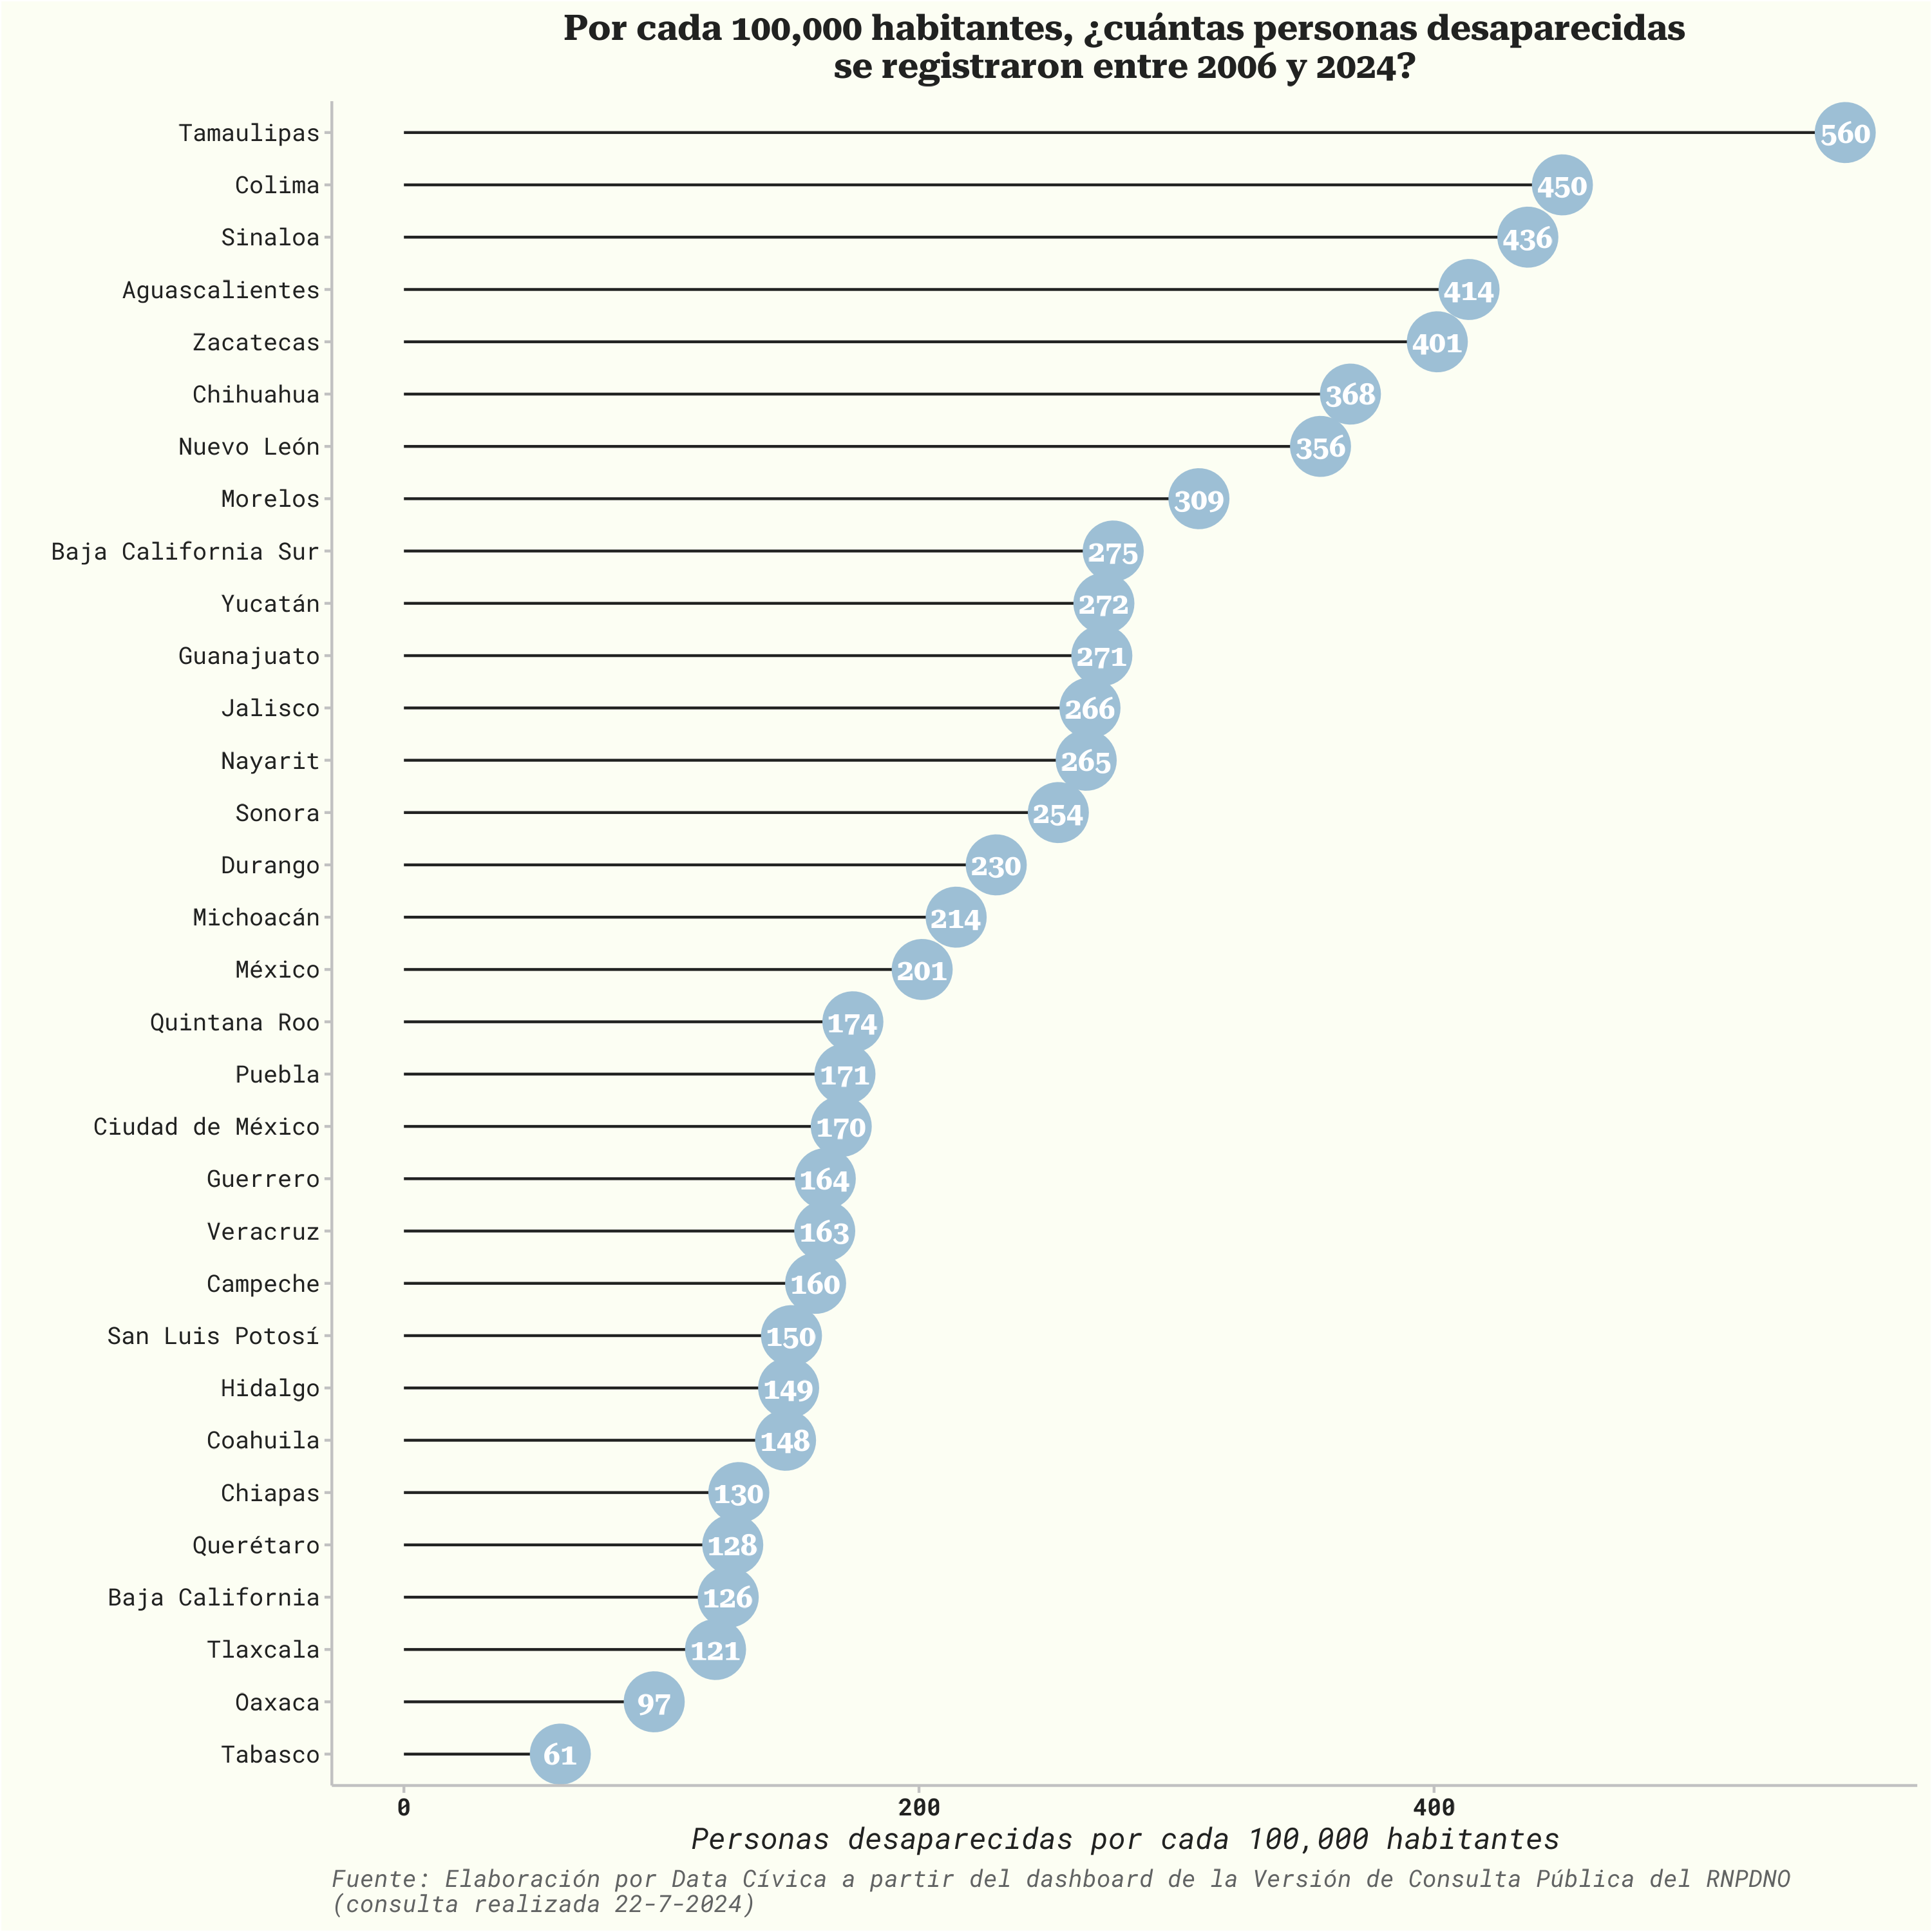 Por cada 100,000 habitantes, ¿cuántas personas desaparecidas
se registraron entre 2006 y 2024?
Tamaulipas 560
Colima 450
Sinaloa 436
Aguascalientes 414
Zacatecas 401
Chihuahua 368
Nuevo León 356
Morelos 309
Baja California Sur 275
Yucatán 272
Guanajuato 271
Jalisco 266
Nayarit 265
Sonora 254
Durango 230
Michoacán 214
México 201
Quintana Roo 174
Puebla 171
Ciudad de México 170
Guerrero 164
Veracruz 163
Campeche 160
San Luis Potosí 150
Hidalgo 149
Coahuila 148
Chiapas 130
Querétaro 128
Baja California 126
Tlaxcala 121
Oaxaca 97
Tabasco 61
0 200 400
Personas desaparecidas por cada 100,000 habitantes
Fuente: Elaboración por Data Cívica a partir del dashboard de la Versión de Consulta Pública del RNPDNO
(consulta realizada 22-7-2024)